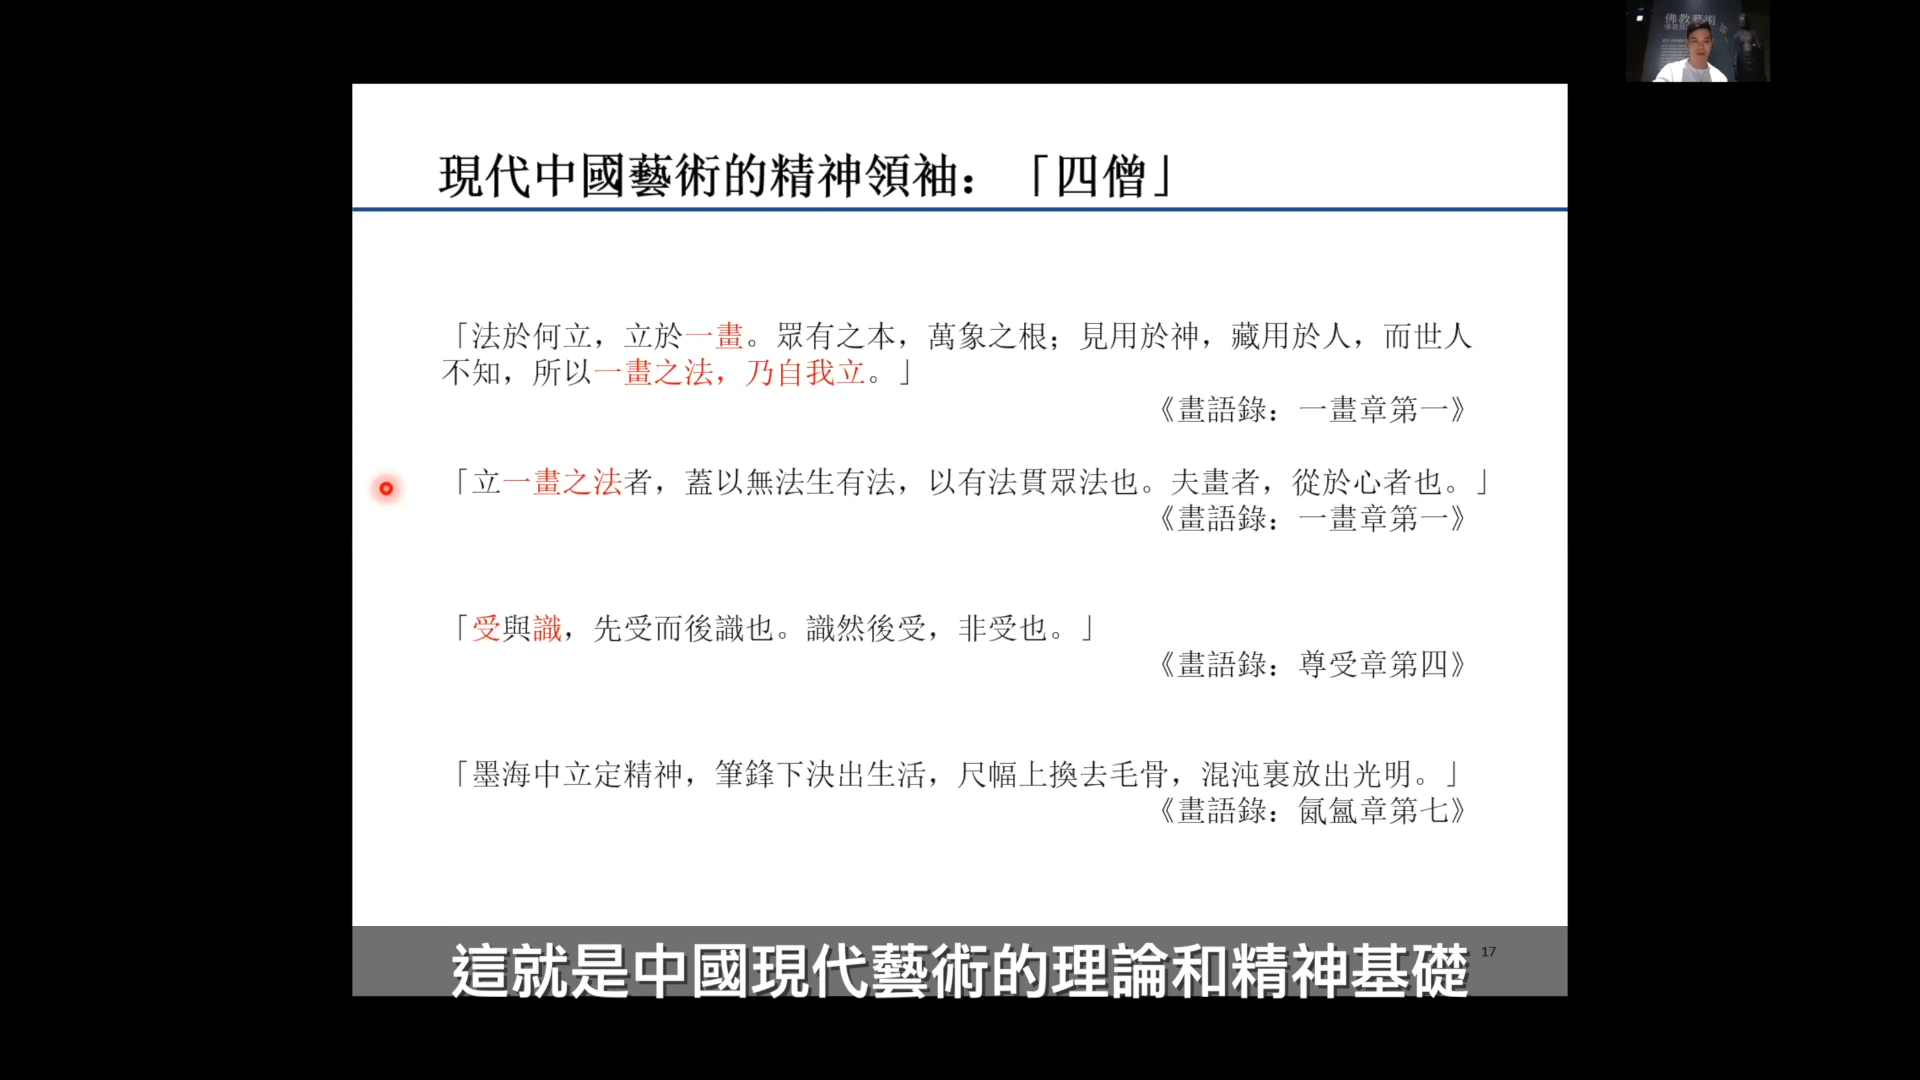 佛教藝術
現代中國藝術的精神領袖：「四僧」
「法於何立，立於一畫。眾有之本，萬象之根；見用於神，藏用於人，而世人
不知，所以一畫之法，乃自我立。」
《畫語錄：一畫章第一》
「立一畫之法者，蓋以無法生有法，以有法貫眾法也。夫畫者，從於心者也。」
《畫語錄：一畫章第一》
「受與識，先受而後識也。識然後受，非受也。」
《畫語錄：尊受章第四》
「墨海中立定精神，筆鋒下決出生活，尺幅上換去毛骨，混沌裏放出光明。」
《畫語錄：氤氳章第七》
這就是中國現代藝術的理論和精神基礎
17